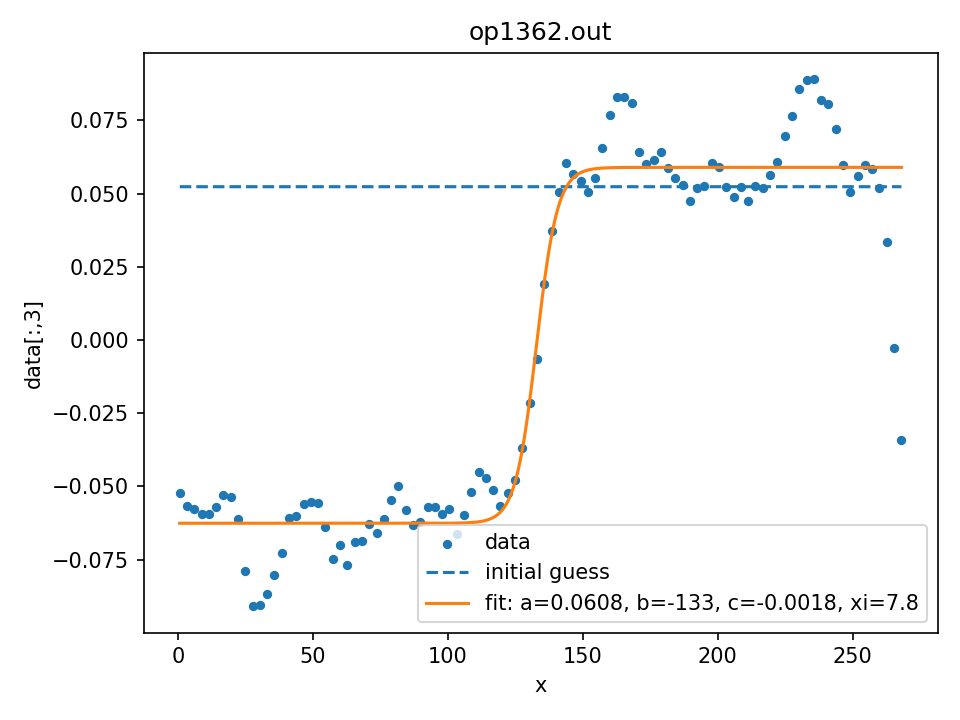 op1362.out
0.075
0.050
0.025
0.000
−0.025
−0.050
−0.075
data[:,3]
data
initial guess
fit: a=0.0608, b=-133, c=-0.0018, xi=7.8
0 50 100 150 200 250
x